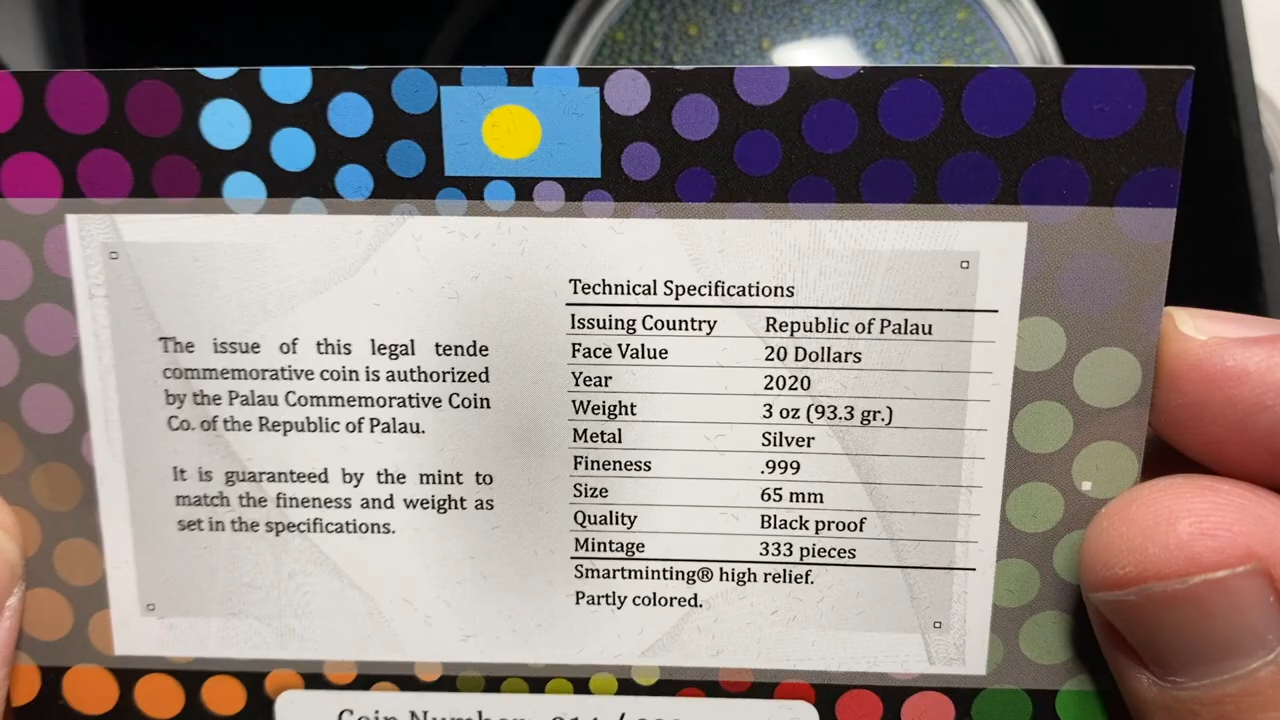 The issue of this legal tende
commemorative coin is authorized
by the Palau Commemorative Coin
Co. of the Republic of Palau.
It is guaranteed by the mint to
match the fineness and weight as
set in the specifications.
Technical Specifications
Issuing Country Republic of Palau
Face Value 20 Dollars
Year 2020
Weight 3 oz (93.3 gr.)
Metal Silver
Fineness .999
Size 65 mm
Quality Black proof
Mintage 333 pieces
Smartminting® high relief.
Partly colored.
Coin Number